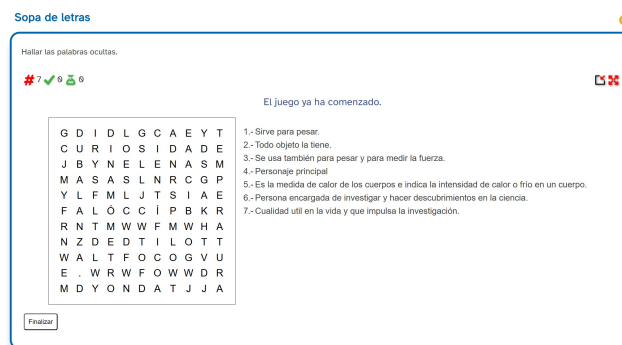 Sopa de letras
Hallar las palabras ocultas.
# 7 0 0
El juego ya ha comenzado.
G D I D L G C A E Y T
C U R I O S I D A D E
J B Y N E L E N A S M
M A S A S L N R C G P
Y L F M L J T S I A E
F A L Ó C C Í P B K R
R N T M W W F M W H A
N Z D E D T I L O T T
W A L T F O C O G V U
E . W R W F O W W D R
M D Y O N D A T J J A
1.- Sirve para pesar.
2.- Todo objeto la tiene.
3.- Se usa también para pesar y para medir la fuerza.
4.- Personaje principal
5.- Es la medida de calor de los cuerpos e indica la intensidad de calor o frío en un cuerpo.
6.- Persona encargada de investigar y hacer descubrimientos en la ciencia.
7.- Cualidad util en la vida y que impulsa la investigación.
Finalizar